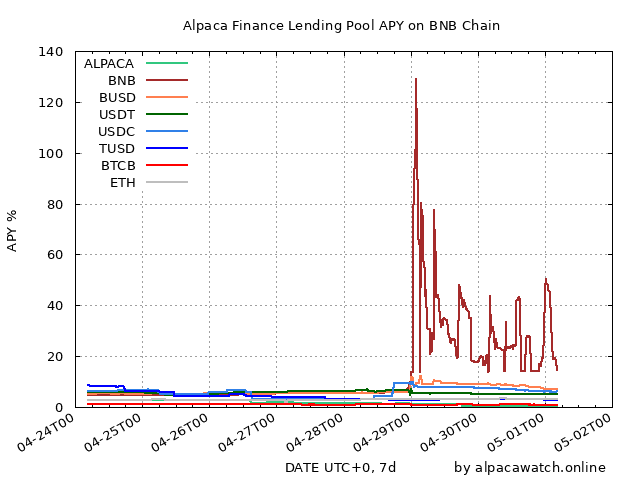 Alpaca Finance Lending Pool APY on BNB Chain
140
120
100
80
60
40
20
0
APY %
ALPACA
BNB
BUSD
USDT
USDC
TUSD
BTCB
ETH
04-24T00
04-25T00
04-26T00
04-27T00
04-28T00
04-29T00
04-30T00
05-01T00
05-02T00
DATE UTC+0, 7d
by alpacawatch.online